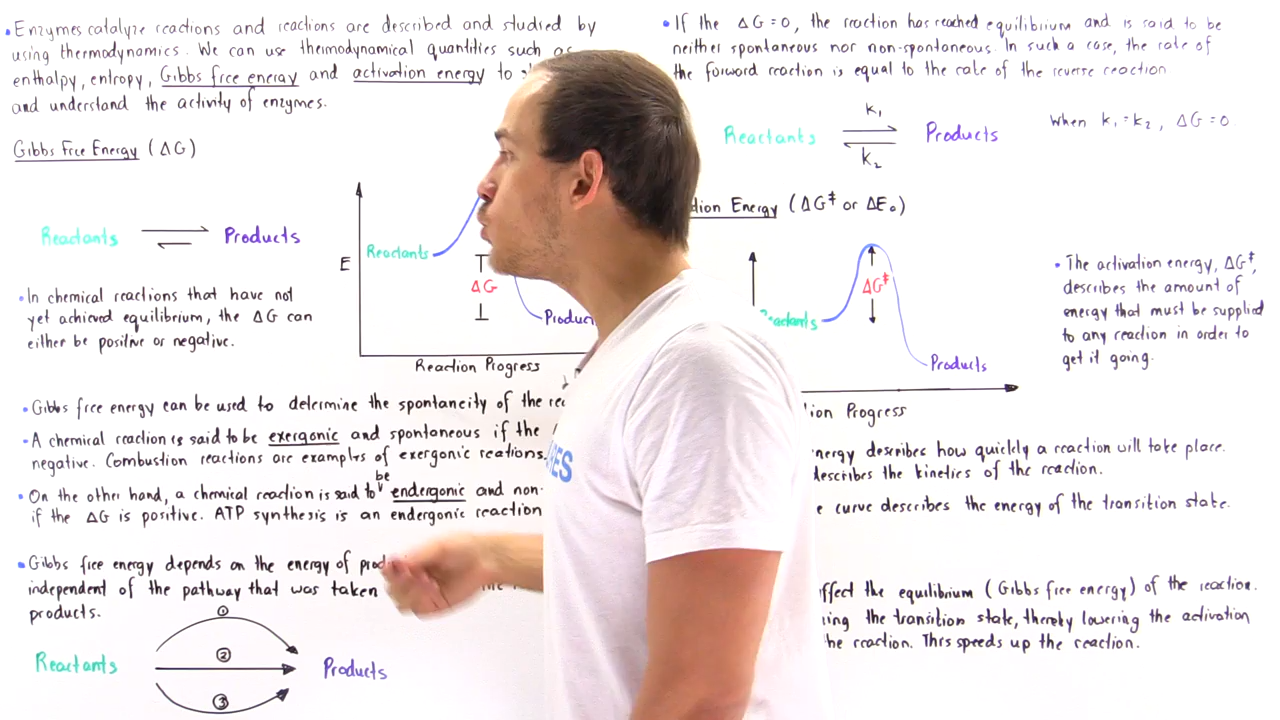 • Enzymes catalyze reactions and reactions are described and studied by
using thermodynamics. We can use thermodynamical quantities such as
enthalpy, entropy, Gibbs free energy and activation energy to
and understand the activity of enzymes.
Gibbs Free Energy (ΔG)
Reactants Products
• In chemical reactions that have not
yet achieved equilibrium, the ΔG can
either be positive or negative.
E
Reactants
ΔG
Product
Reaction Progress
• Gibbs free energy can be used to determine the spontaneity of the
• A chemical reaction is said to be exergonic and spontaneous if the
negative. Combustion reactions are examples of exergonic reations.
• On the other hand, a chemical reaction is said to be endergonic and non-
if the ΔG is positive. ATP synthesis is an endergonic reaction
• Gibbs free energy depends on the energy of
independent of the pathway that was taken
products.
①
Reactants ② Products
③
• If the ΔG=0, the reaction has reached equilibrium and is said to be
neither spontaneous nor non-spontaneous. In such a case, the rate of
the forward reaction is equal to the rate of the reverse reaction
k₁
Reactants Products
k₂
When k₁=k₂, ΔG=0.
Energy (ΔG‡ or ΔE₀)
Reactants
ΔG‡
Products
Progress
• The activation energy, ΔG‡,
describes the amount of
energy that must be supplied
to any reaction in order to
get it going.
describes how quickly a reaction will take place.
describes the kinetics of the reaction.
curve describes the energy of the transition state.
the equilibrium (Gibbs free energy) of the reaction.
the transition state, thereby lowering the activation
the reaction. This speeds up the reaction.